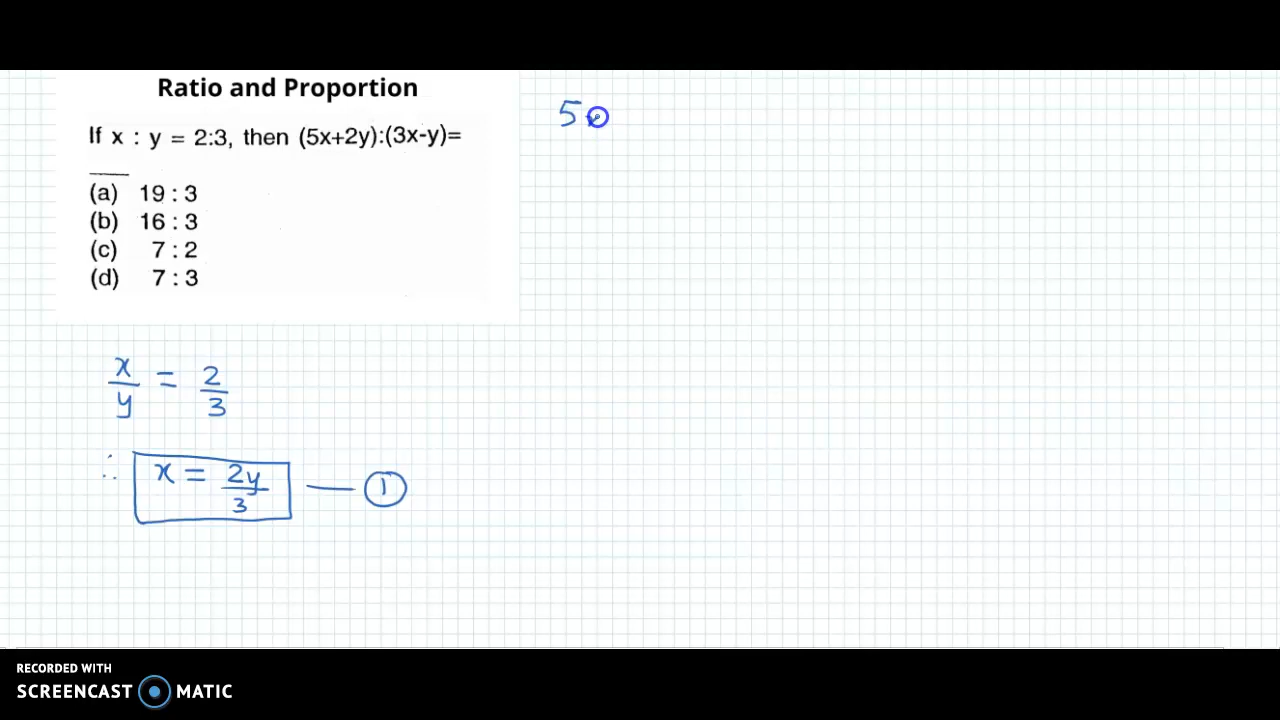 Ratio and Proportion
If x : y = 2:3, then (5x+2y):(3x-y)=
____
(a) 19 : 3
(b) 16 : 3
(c) 7 : 2
(d) 7 : 3
x/y = 2/3
∴ x = 2y/3 — ①
5x
RECORDED WITH
SCREENCAST MATIC